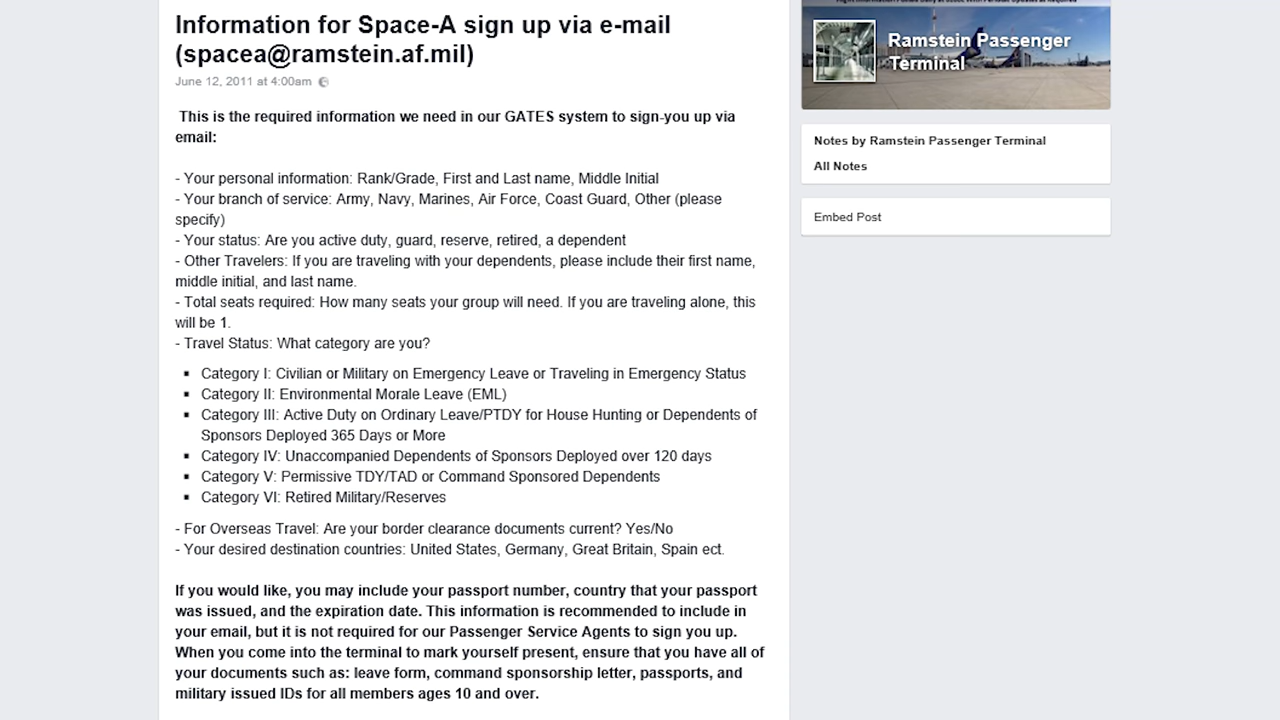 Information for Space-A sign up via e-mail
(spacea@ramstein.af.mil)
June 12, 2011 at 4:00am
This is the required information we need in our GATES system to sign-you up via
email:
- Your personal information: Rank/Grade, First and Last name, Middle Initial
- Your branch of service: Army, Navy, Marines, Air Force, Coast Guard, Other (please
specify)
- Your status: Are you active duty, guard, reserve, retired, a dependent
- Other Travelers: If you are traveling with your dependents, please include their first name,
middle initial, and last name.
- Total seats required: How many seats your group will need. If you are traveling alone, this
will be 1.
- Travel Status: What category are you?
▪ Category I: Civilian or Military on Emergency Leave or Traveling in Emergency Status
▪ Category II: Environmental Morale Leave (EML)
▪ Category III: Active Duty on Ordinary Leave/PTDY for House Hunting or Dependents of
Sponsors Deployed 365 Days or More
▪ Category IV: Unaccompanied Dependents of Sponsors Deployed over 120 days
▪ Category V: Permissive TDY/TAD or Command Sponsored Dependents
▪ Category VI: Retired Military/Reserves
- For Overseas Travel: Are your border clearance documents current? Yes/No
- Your desired destination countries: United States, Germany, Great Britain, Spain ect.
If you would like, you may include your passport number, country that your passport
was issued, and the expiration date. This information is recommended to include in
your email, but it is not required for our Passenger Service Agents to sign you up.
When you come into the terminal to mark yourself present, ensure that you have all of
your documents such as: leave form, command sponsorship letter, passports, and
military issued IDs for all members ages 10 and over.
Ramstein Passenger
Terminal
Notes by Ramstein Passenger Terminal
All Notes
Embed Post